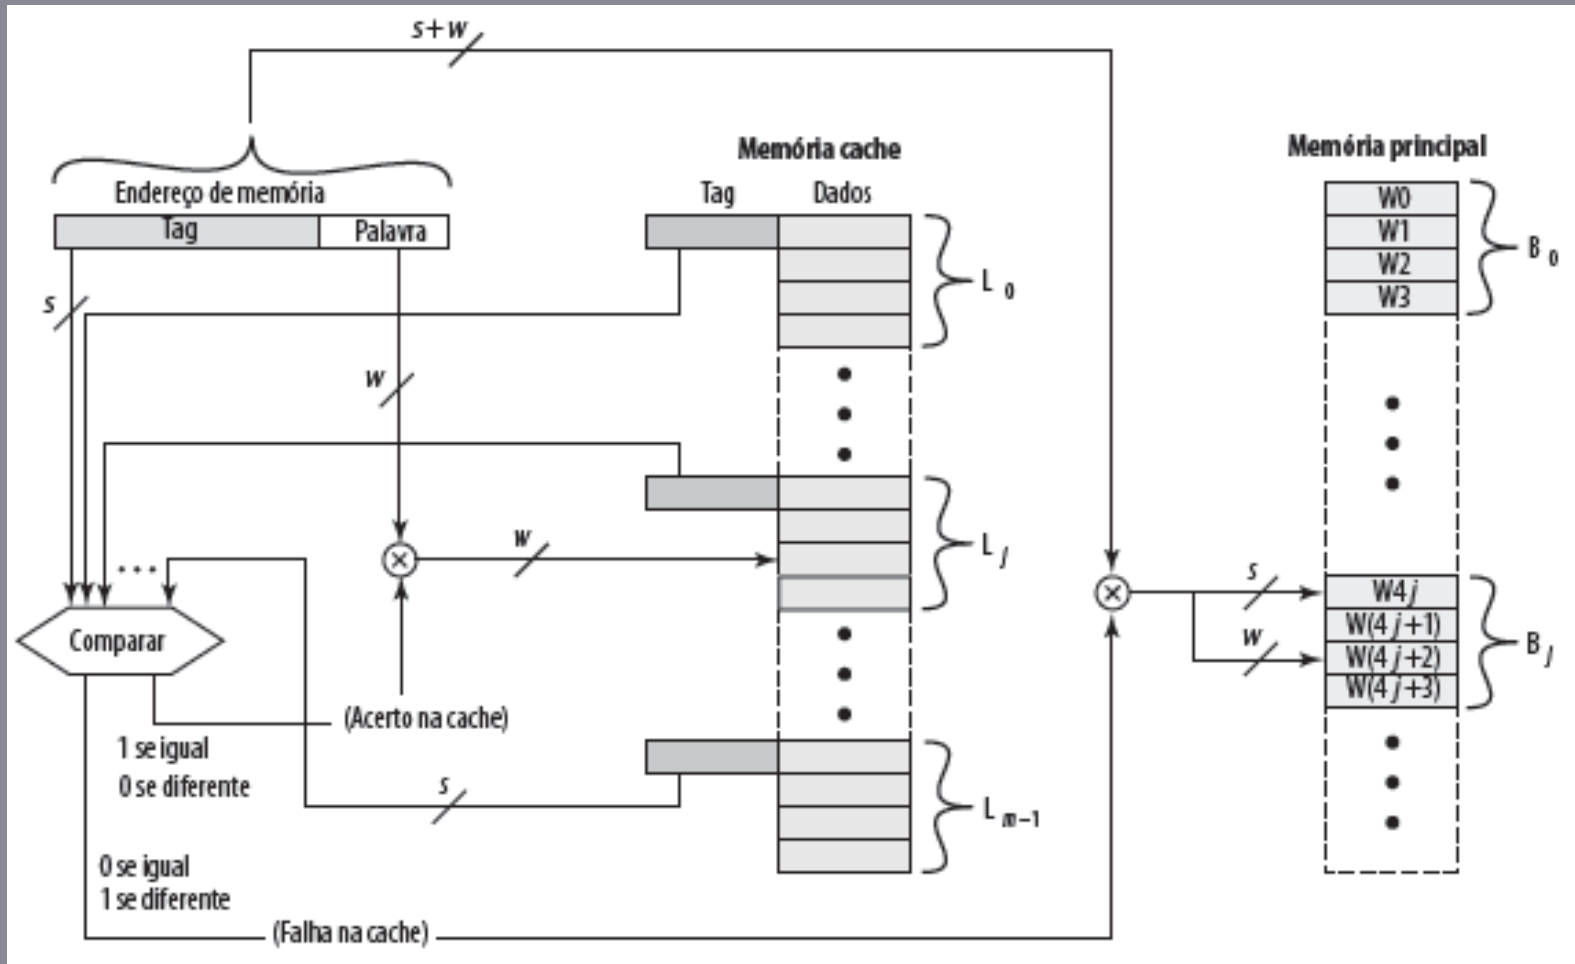 s+w
Memória cache
Memória principal
Endereço de memória
Tag
Dados
Tag
Palavra
W0
W1
W2
W3
B 0
L 0
s
w
L j
w
s
w
W4j
W(4 j+1)
W(4 j+2)
W(4 j+3)
B j
...
Comparar
(Acerto na cache)
1 se igual
0 se diferente
s
L m–1
0 se igual
1 se diferente
(Falha na cache)